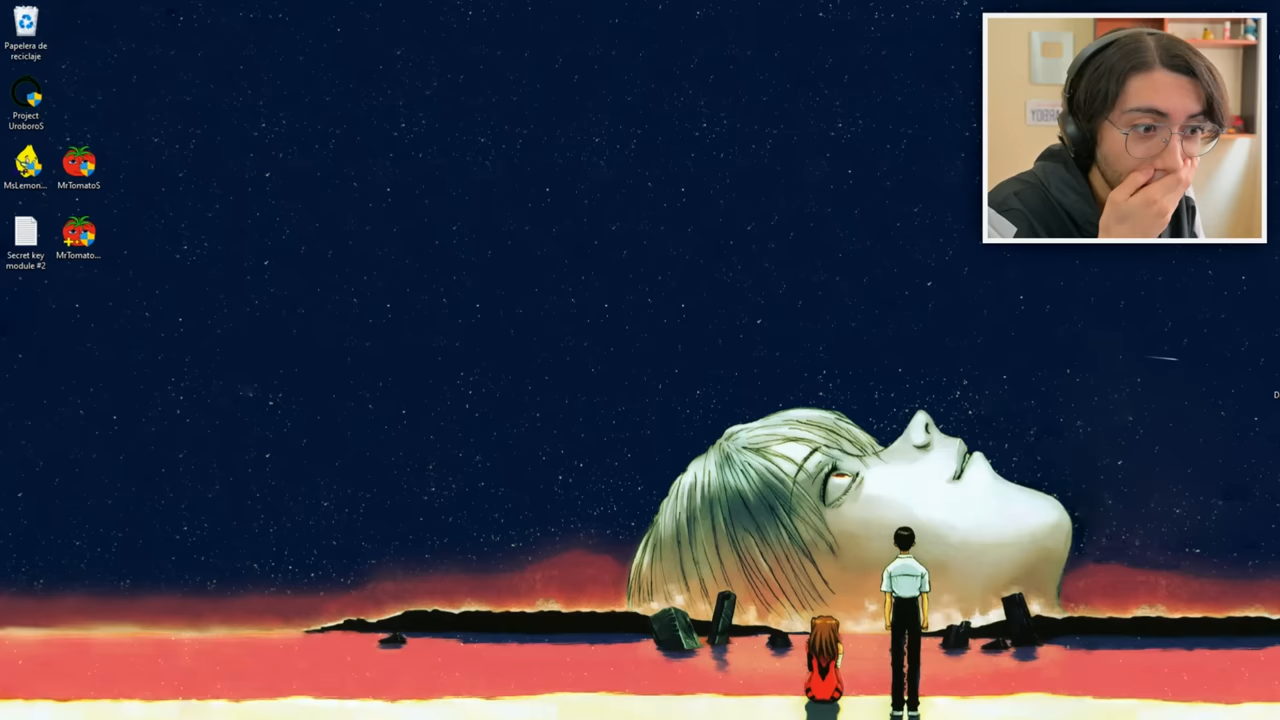 Papelera de
reciclaje
Project
UroboroS
MsLemon...
MrTomatoS
Secret key
module #2
MrTomato...